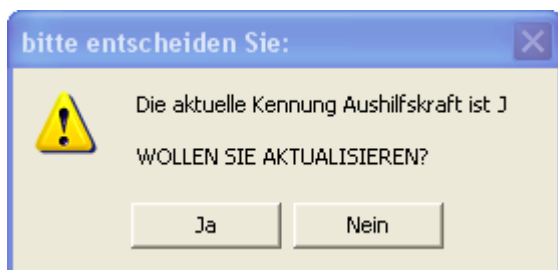 bitte entscheiden Sie:
Die aktuelle Kennung Aushilfskraft ist J
WOLLEN SIE AKTUALISIEREN?
Ja
Nein